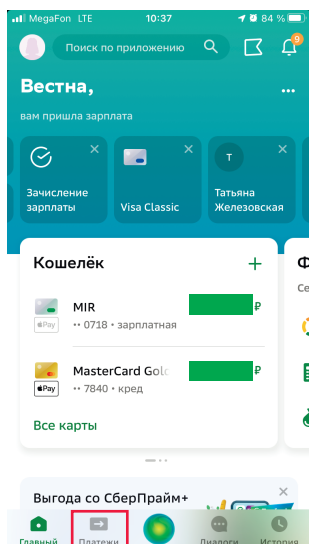 MegaFon LTE 10:37 84 %
Поиск по приложению
9
Вестна,
...
вам пришла зарплата
Т
Зачисление
зарплаты
Visa Classic
Татьяна
Железовская
Кошелёк +
MIR ₽
Pay •• 0718 • зарплатная
MasterCard Gold ₽
Pay •• 7840 • кред
Все карты
Выгода со СберПрайм+
Главный Платежи Диалоги История